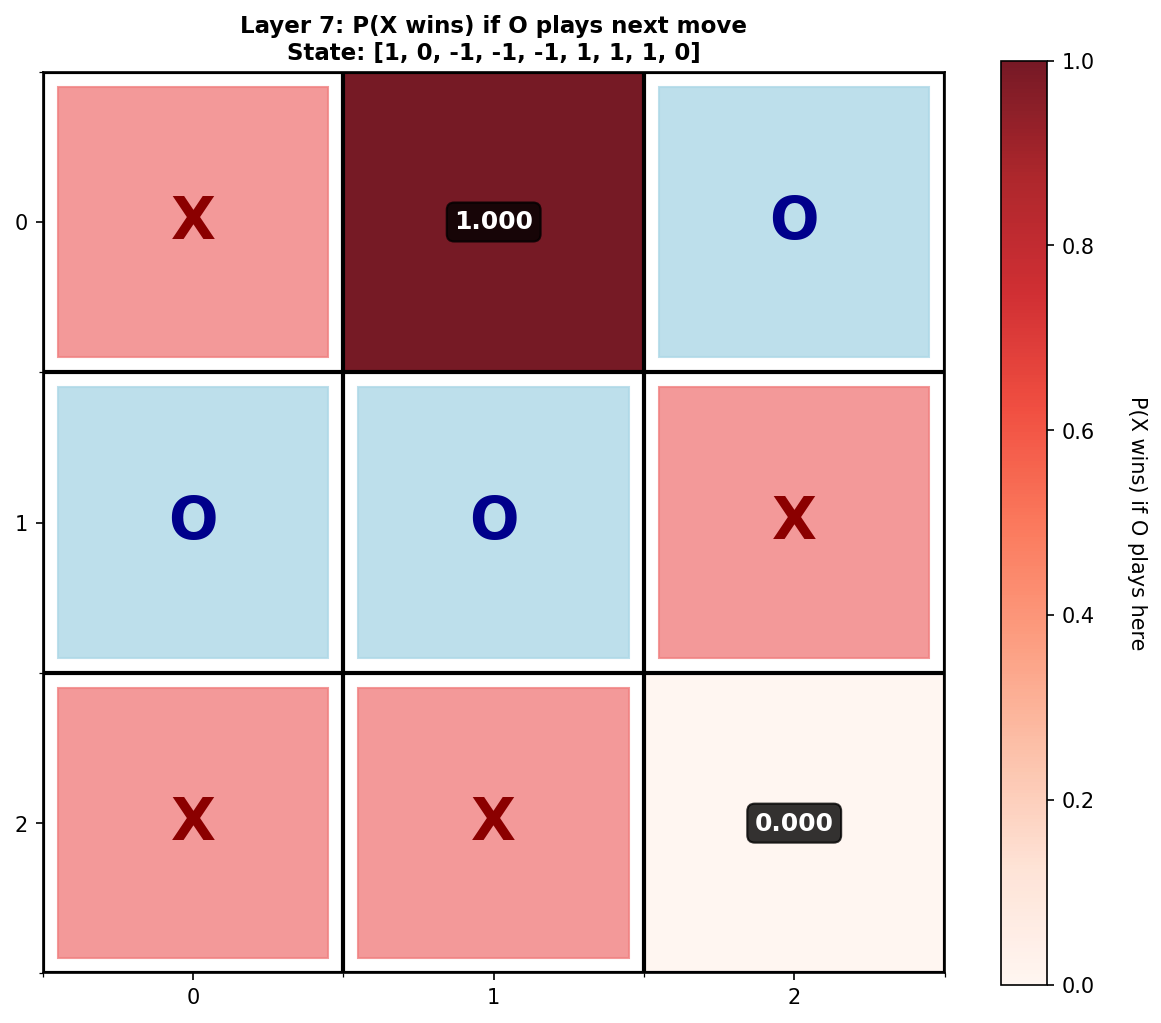 Layer 7: P(X wins) if O plays next move
State: [1, 0, -1, -1, -1, 1, 1, 1, 0]
X
1.000
O
0
O
O
X
1
X
X
0.000
2
0
1
2
1.0
0.8
0.6
0.4
0.2
0.0
P(X wins) if O plays here